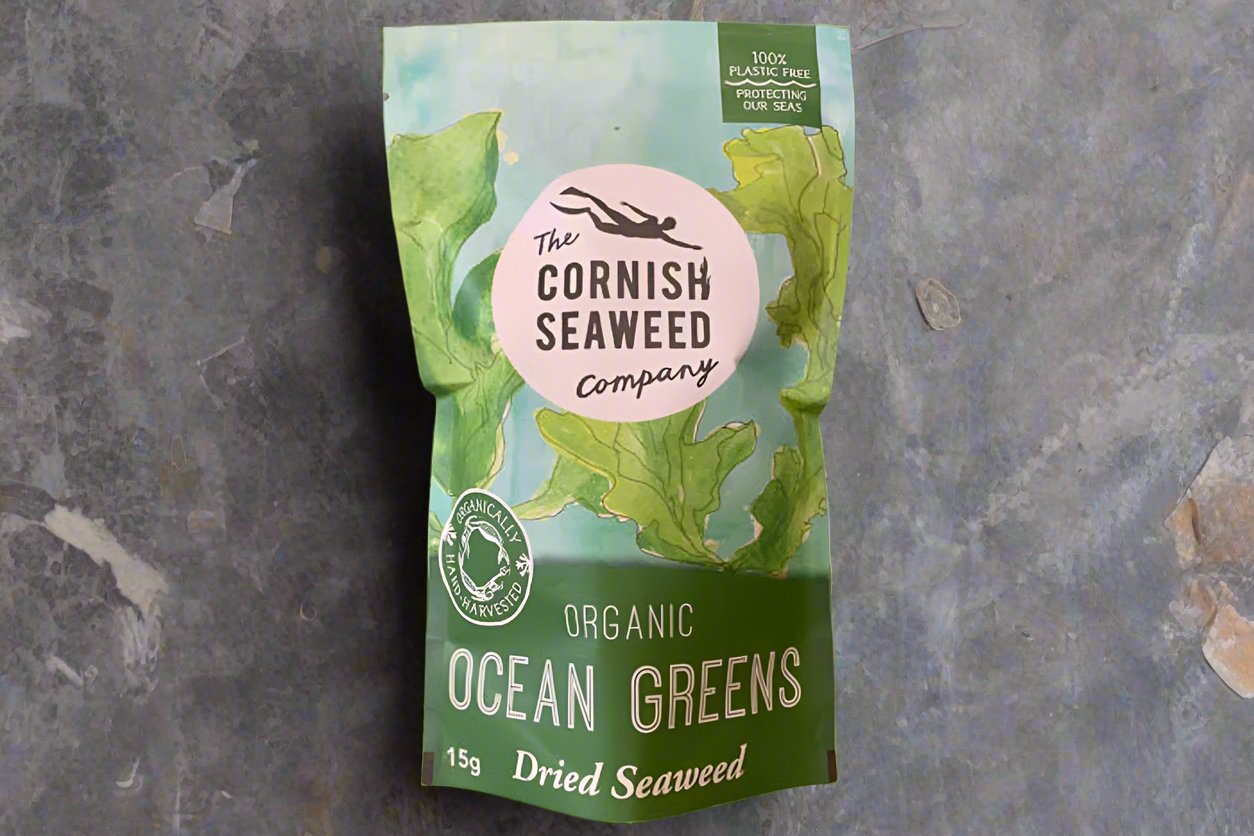 100%
PLASTIC FREE
PROTECTING
OUR SEAS
The
CORNISH
SEAWEED
Company
ORGANICALLY
HAND-HARVESTED
ORGANIC
OCEAN GREENS
15g
Dried Seaweed